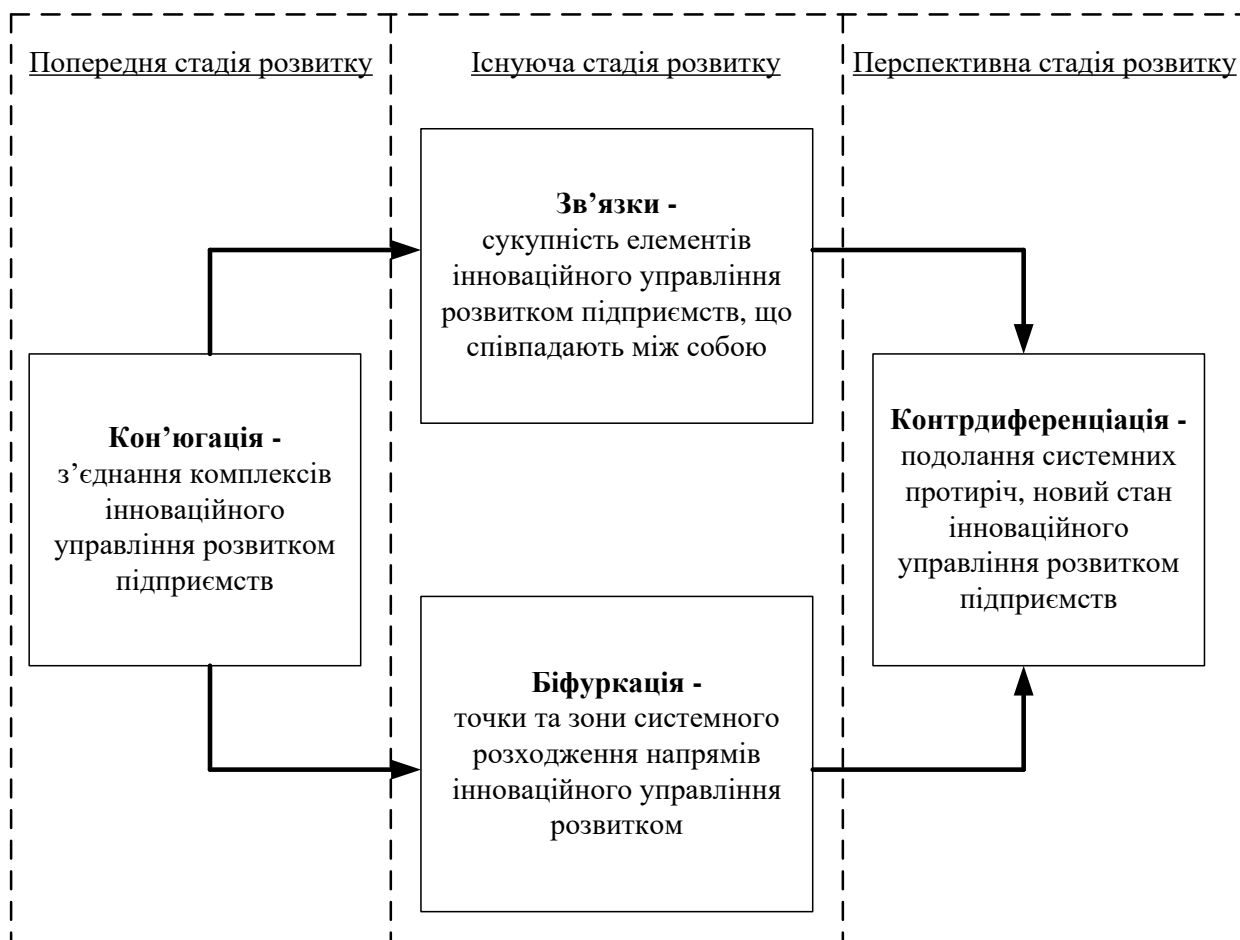 Попередня стадія розвитку
Існуюча стадія розвитку
Перспективна стадія розвитку
Кон’югація -
з’єднання комплексів
інноваційного
управління розвитком
підприємств
Зв’язки -
сукупність елементів
інноваційного управління
розвитком підприємств, що
співпадають між собою
Біфуркація -
точки та зони системного
розходження напрямів
інноваційного управління
розвитком
Контрдиференціація -
подолання системних
протиріч, новий стан
інноваційного
управління розвитком
підприємств